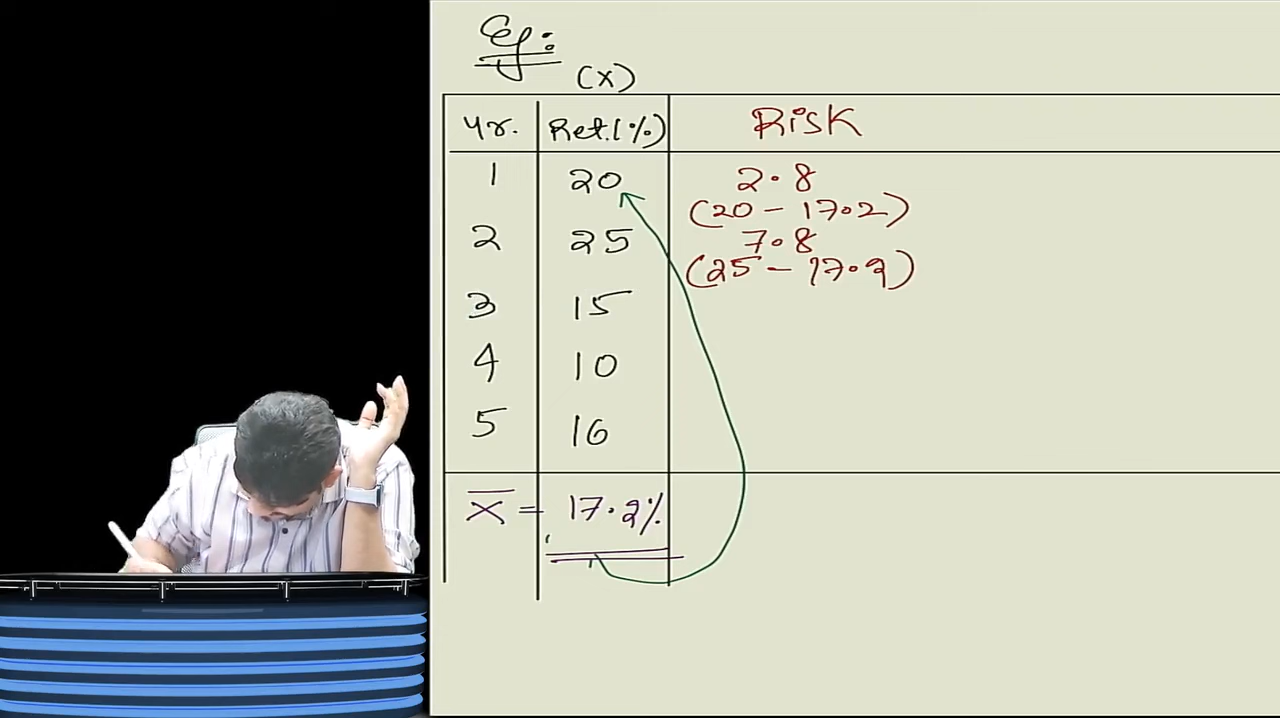 Eg:
(X)
Yr. Ret.(%) Risk
1 20 2.8
(20 - 17.2)
2 25 7.8
(25 - 17.2)
3 15
4 10
5 16
X̅ = 17.2%